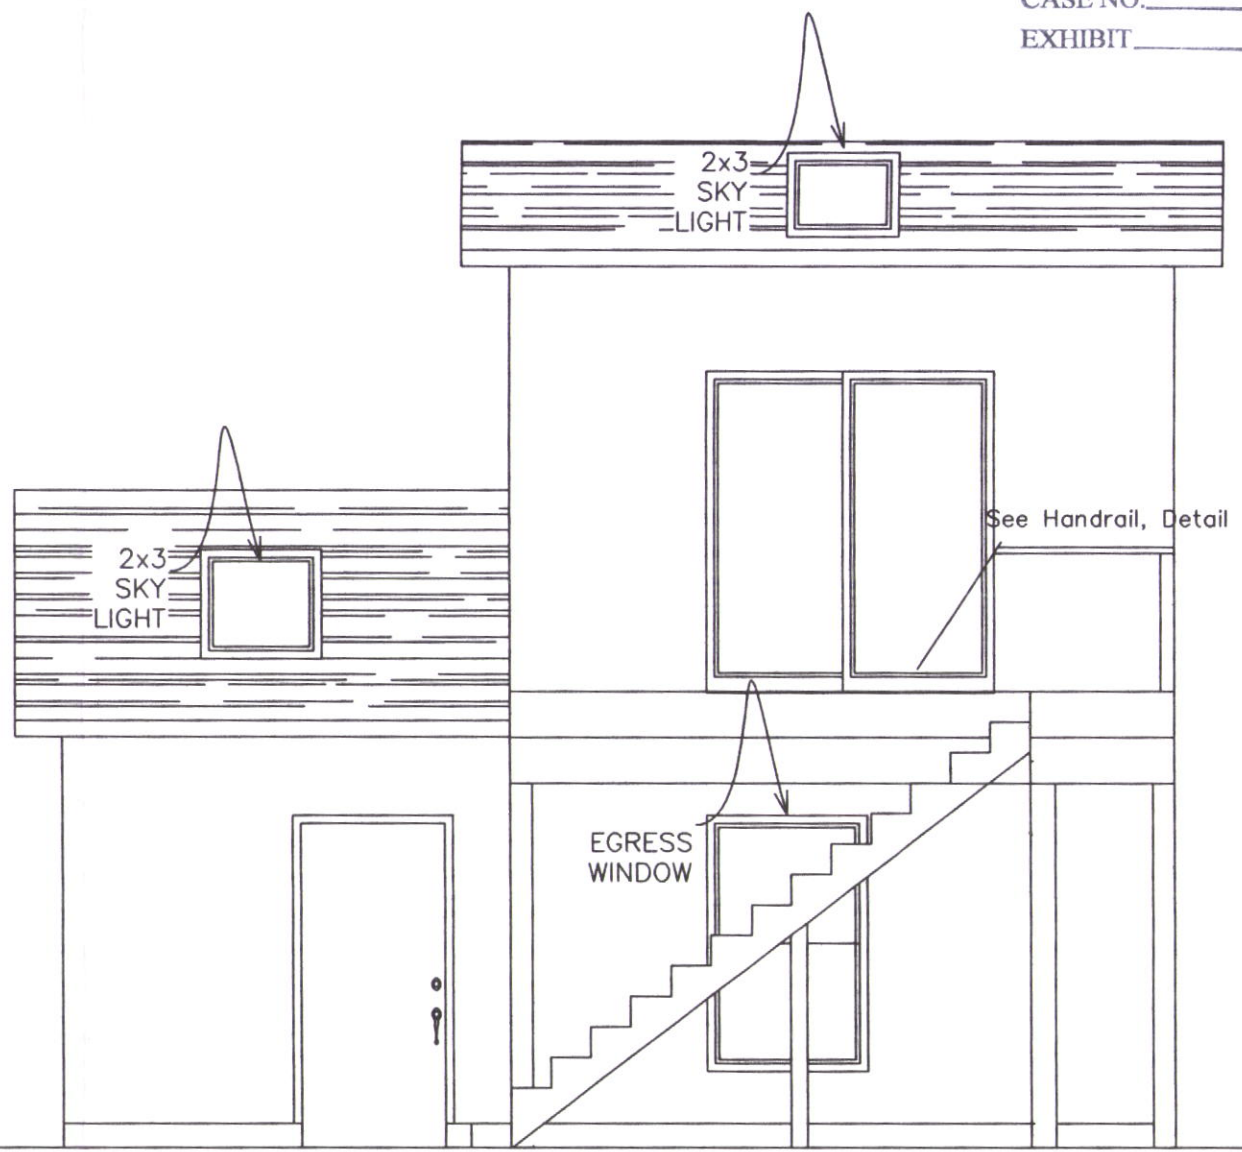 CASE NO.
EXHIBIT
2x3
SKY
LIGHT
See Handrail, Detail
2x3
SKY
LIGHT
EGRESS
WINDOW